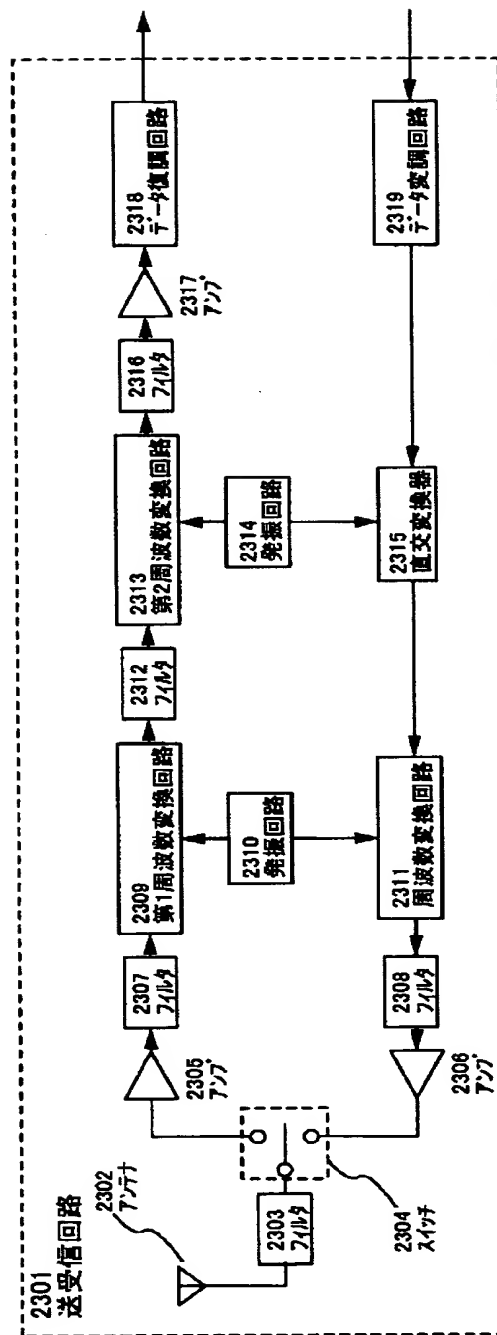 2301
送受信回路
2302
アンテナ
2303
フィルタ
2304
スイッチ
2305
アンプ
2307
フィルタ
2309
第1周波数変換回路
2312
フィルタ
2313
第2周波数変換回路
2316
フィルタ
2317
アンプ
2318
データ復調回路
2310
発振回路
2314
発振回路
2306
アンプ
2308
フィルタ
2311
周波数変換回路
2315
直交変換器
2319
データ変調回路